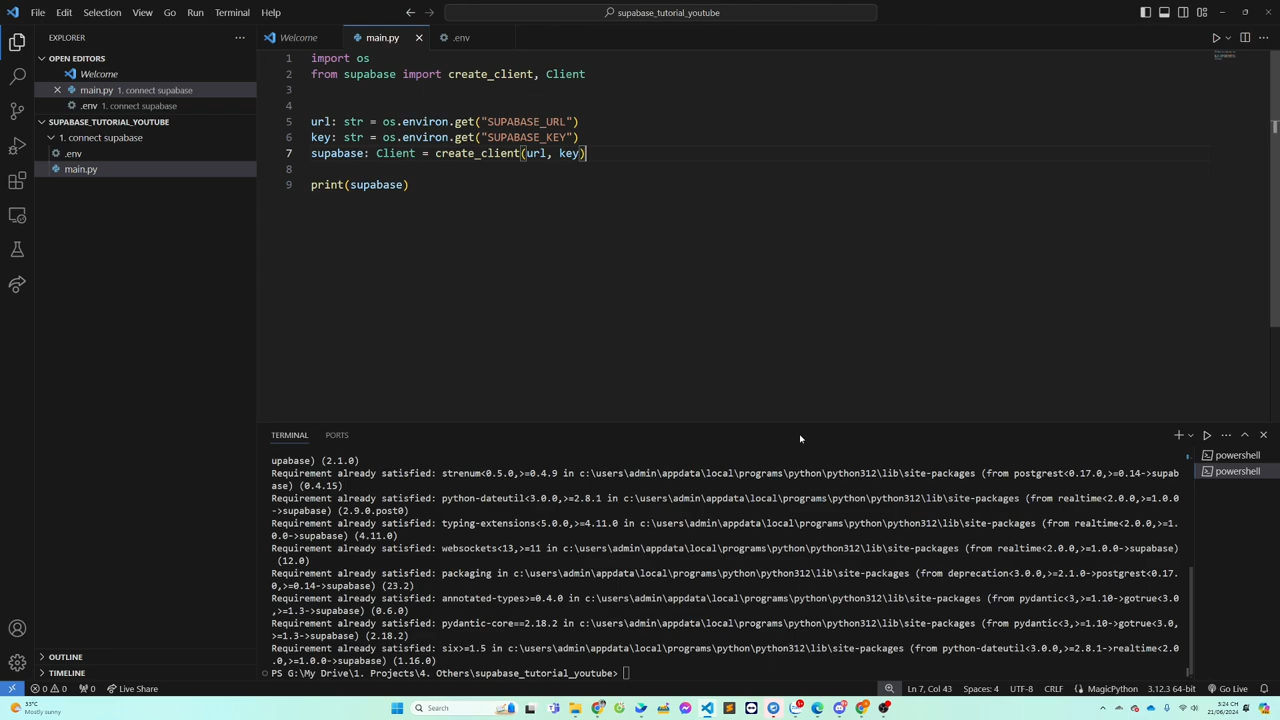 File Edit Selection View Go Run Terminal Help
supabase_tutorial_youtube
EXPLORER
OPEN EDITORS
Welcome
main.py 1. connect supabase
.env 1. connect supabase
SUPABASE_TUTORIAL_YOUTUBE
1. connect supabase
.env
main.py
OUTLINE
TIMELINE
Welcome main.py .env
1 import os
2 from supabase import create_client, Client
3
4
5 url: str = os.environ.get("SUPABASE_URL")
6 key: str = os.environ.get("SUPABASE_KEY")
7 supabase: Client = create_client(url, key)
8
9 print(supabase)
TERMINAL PORTS
powershell
powershell
upabase) (2.1.0)
Requirement already satisfied: strenum<0.5.0,>=0.4.9 in c:\users\admin\appdata\local\programs\python\python312\lib\site-packages (from postgrest<0.17.0,>=0.14->supab
ase) (0.4.15)
Requirement already satisfied: python-dateutil<3.0.0,>=2.8.1 in c:\users\admin\appdata\local\programs\python\python312\lib\site-packages (from realtime<2.0.0,>=1.0.0
->supabase) (2.9.0.post0)
Requirement already satisfied: typing-extensions<5.0.0,>=4.11.0 in c:\users\admin\appdata\local\programs\python\python312\lib\site-packages (from realtime<2.0.0,>=1.
0.0->supabase) (4.11.0)
Requirement already satisfied: websockets<13,>=11 in c:\users\admin\appdata\local\programs\python\python312\lib\site-packages (from realtime<2.0.0,>=1.0.0->supabase)
(12.0)
Requirement already satisfied: packaging in c:\users\admin\appdata\local\programs\python\python312\lib\site-packages (from deprecation<3.0.0,>=2.1.0->postgrest<0.17.
0,>=0.14->supabase) (23.2)
Requirement already satisfied: annotated-types>=0.4.0 in c:\users\admin\appdata\local\programs\python\python312\lib\site-packages (from pydantic<3,>=1.10->gotrue<3.0
,>=1.3->supabase) (0.6.0)
Requirement already satisfied: pydantic-core==2.18.2 in c:\users\admin\appdata\local\programs\python\python312\lib\site-packages (from pydantic<3,>=1.10->gotrue<3.0,
>=1.3->supabase) (2.18.2)
Requirement already satisfied: six>=1.5 in c:\users\admin\appdata\local\programs\python\python312\lib\site-packages (from python-dateutil<3.0.0,>=2.8.1->realtime<2.0
.0,>=1.0.0->supabase) (1.16.0)
PS G:\My Drive\1. Projects\4. Others\supabase_tutorial_youtube>
0 0 0 Live Share Ln 7, Col 43 Spaces: 4 UTF-8 CRLF MagicPython 3.12.3 64-bit Go Live
33°C
Mostly sunny
Search
3:24 CH
21/06/2024